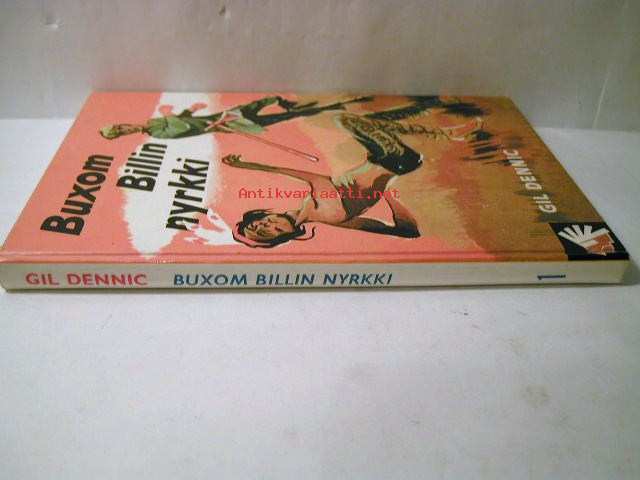 Buxom
Billin
nyrkki
GIL DENNIC
Antikvariaatti.net
GIL DENNIC BUXOM BILLIN NYRKKI 1